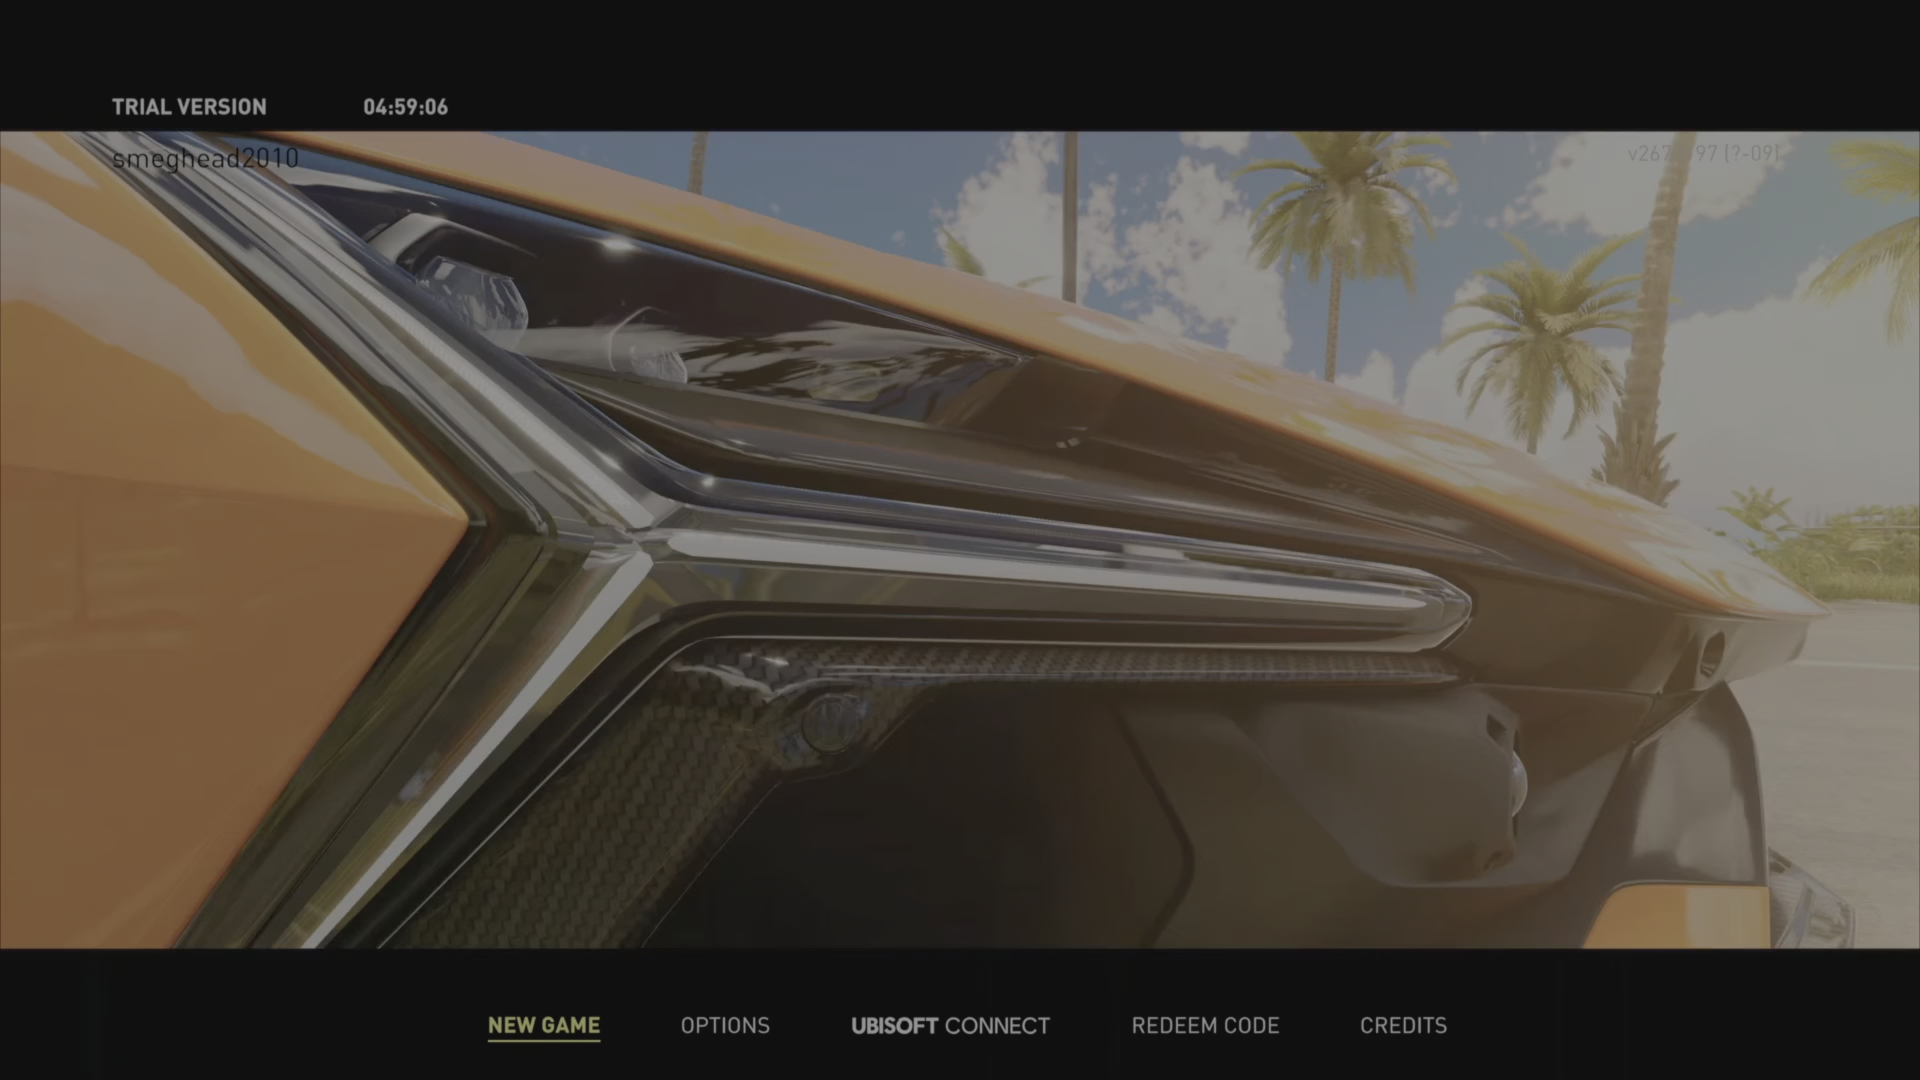 TRIAL VERSION 04:59:06
smeghead2010
NEW GAME OPTIONS UBISOFT CONNECT REDEEM CODE CREDITS